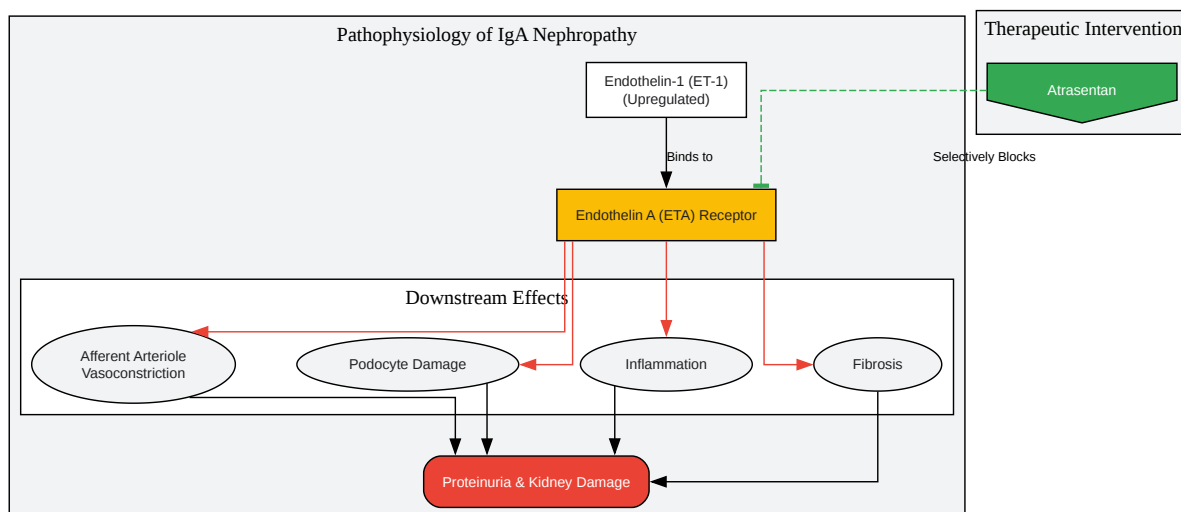 Pathophysiology of IgA Nephropathy
Therapeutic Intervention
Endothelin-1 (ET-1)
(Upregulated)
Atrasentan
Binds to
Selectively Blocks
Endothelin A (ETA) Receptor
Downstream Effects
Afferent Arteriole
Vasoconstriction
Podocyte Damage
Inflammation
Fibrosis
Proteinuria & Kidney Damage